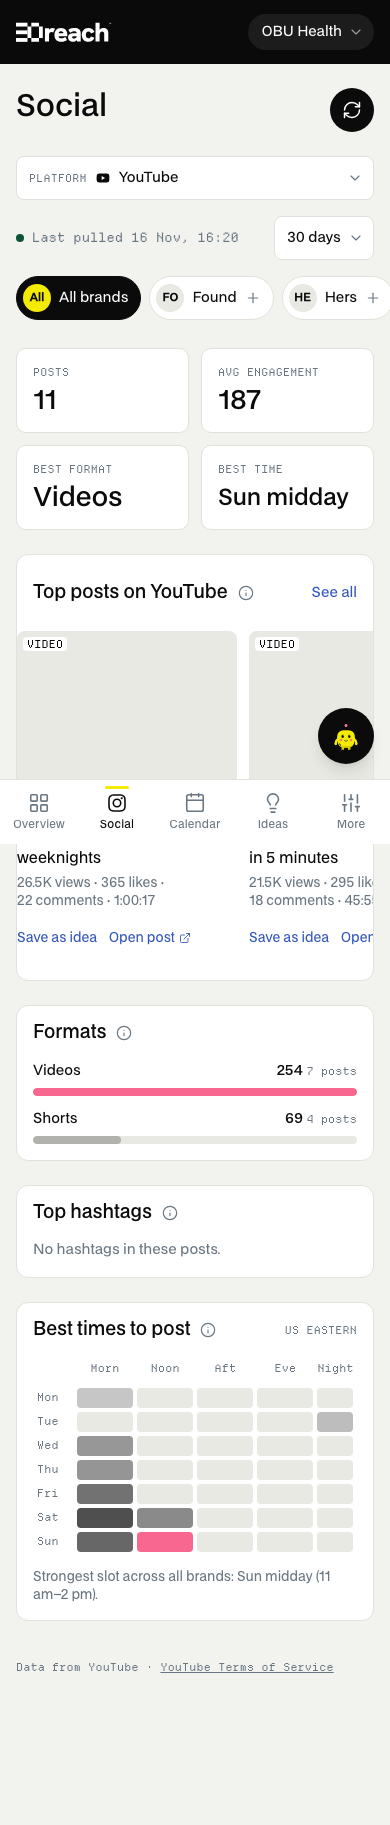 reach
OBU Health
Social
PLATFORM YouTube
Last pulled 16 Nov, 16:20
30 days
All All brands
FO Found
HE Hers
POSTS
11
AVG ENGAGEMENT
187
BEST FORMAT
Videos
BEST TIME
Sun midday
Top posts on YouTube
See all
VIDEO
VIDEO
Overview
Social
Calendar
Ideas
More
weeknights
26.5K views · 365 likes ·
22 comments · 1:00:17
Save as idea Open post
in 5 minutes
21.5K views · 295
18 comments ·
Save as idea Open
Formats
Videos 254 7 posts
Shorts 69 4 posts
Top hashtags
No hashtags in these posts.
Best times to post
US EASTERN
Morn Noon Aft Eve Night
Mon
Tue
Wed
Thu
Fri
Sat
Sun
Strongest slot across all brands: Sun midday (11
am–2 pm).
Data from YouTube · YouTube Terms of Service